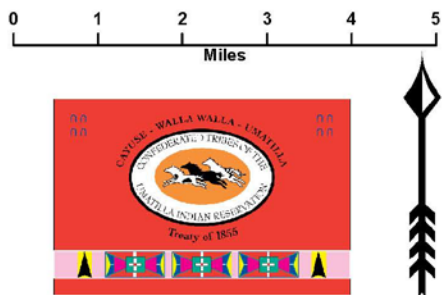 0 1 2 3 4 5
Miles
CAYUSE - WALLA WALLA - UMATILLA
CONFEDERATED TRIBES OF THE
UMATILLA INDIAN RESERVATION
Treaty of 1855